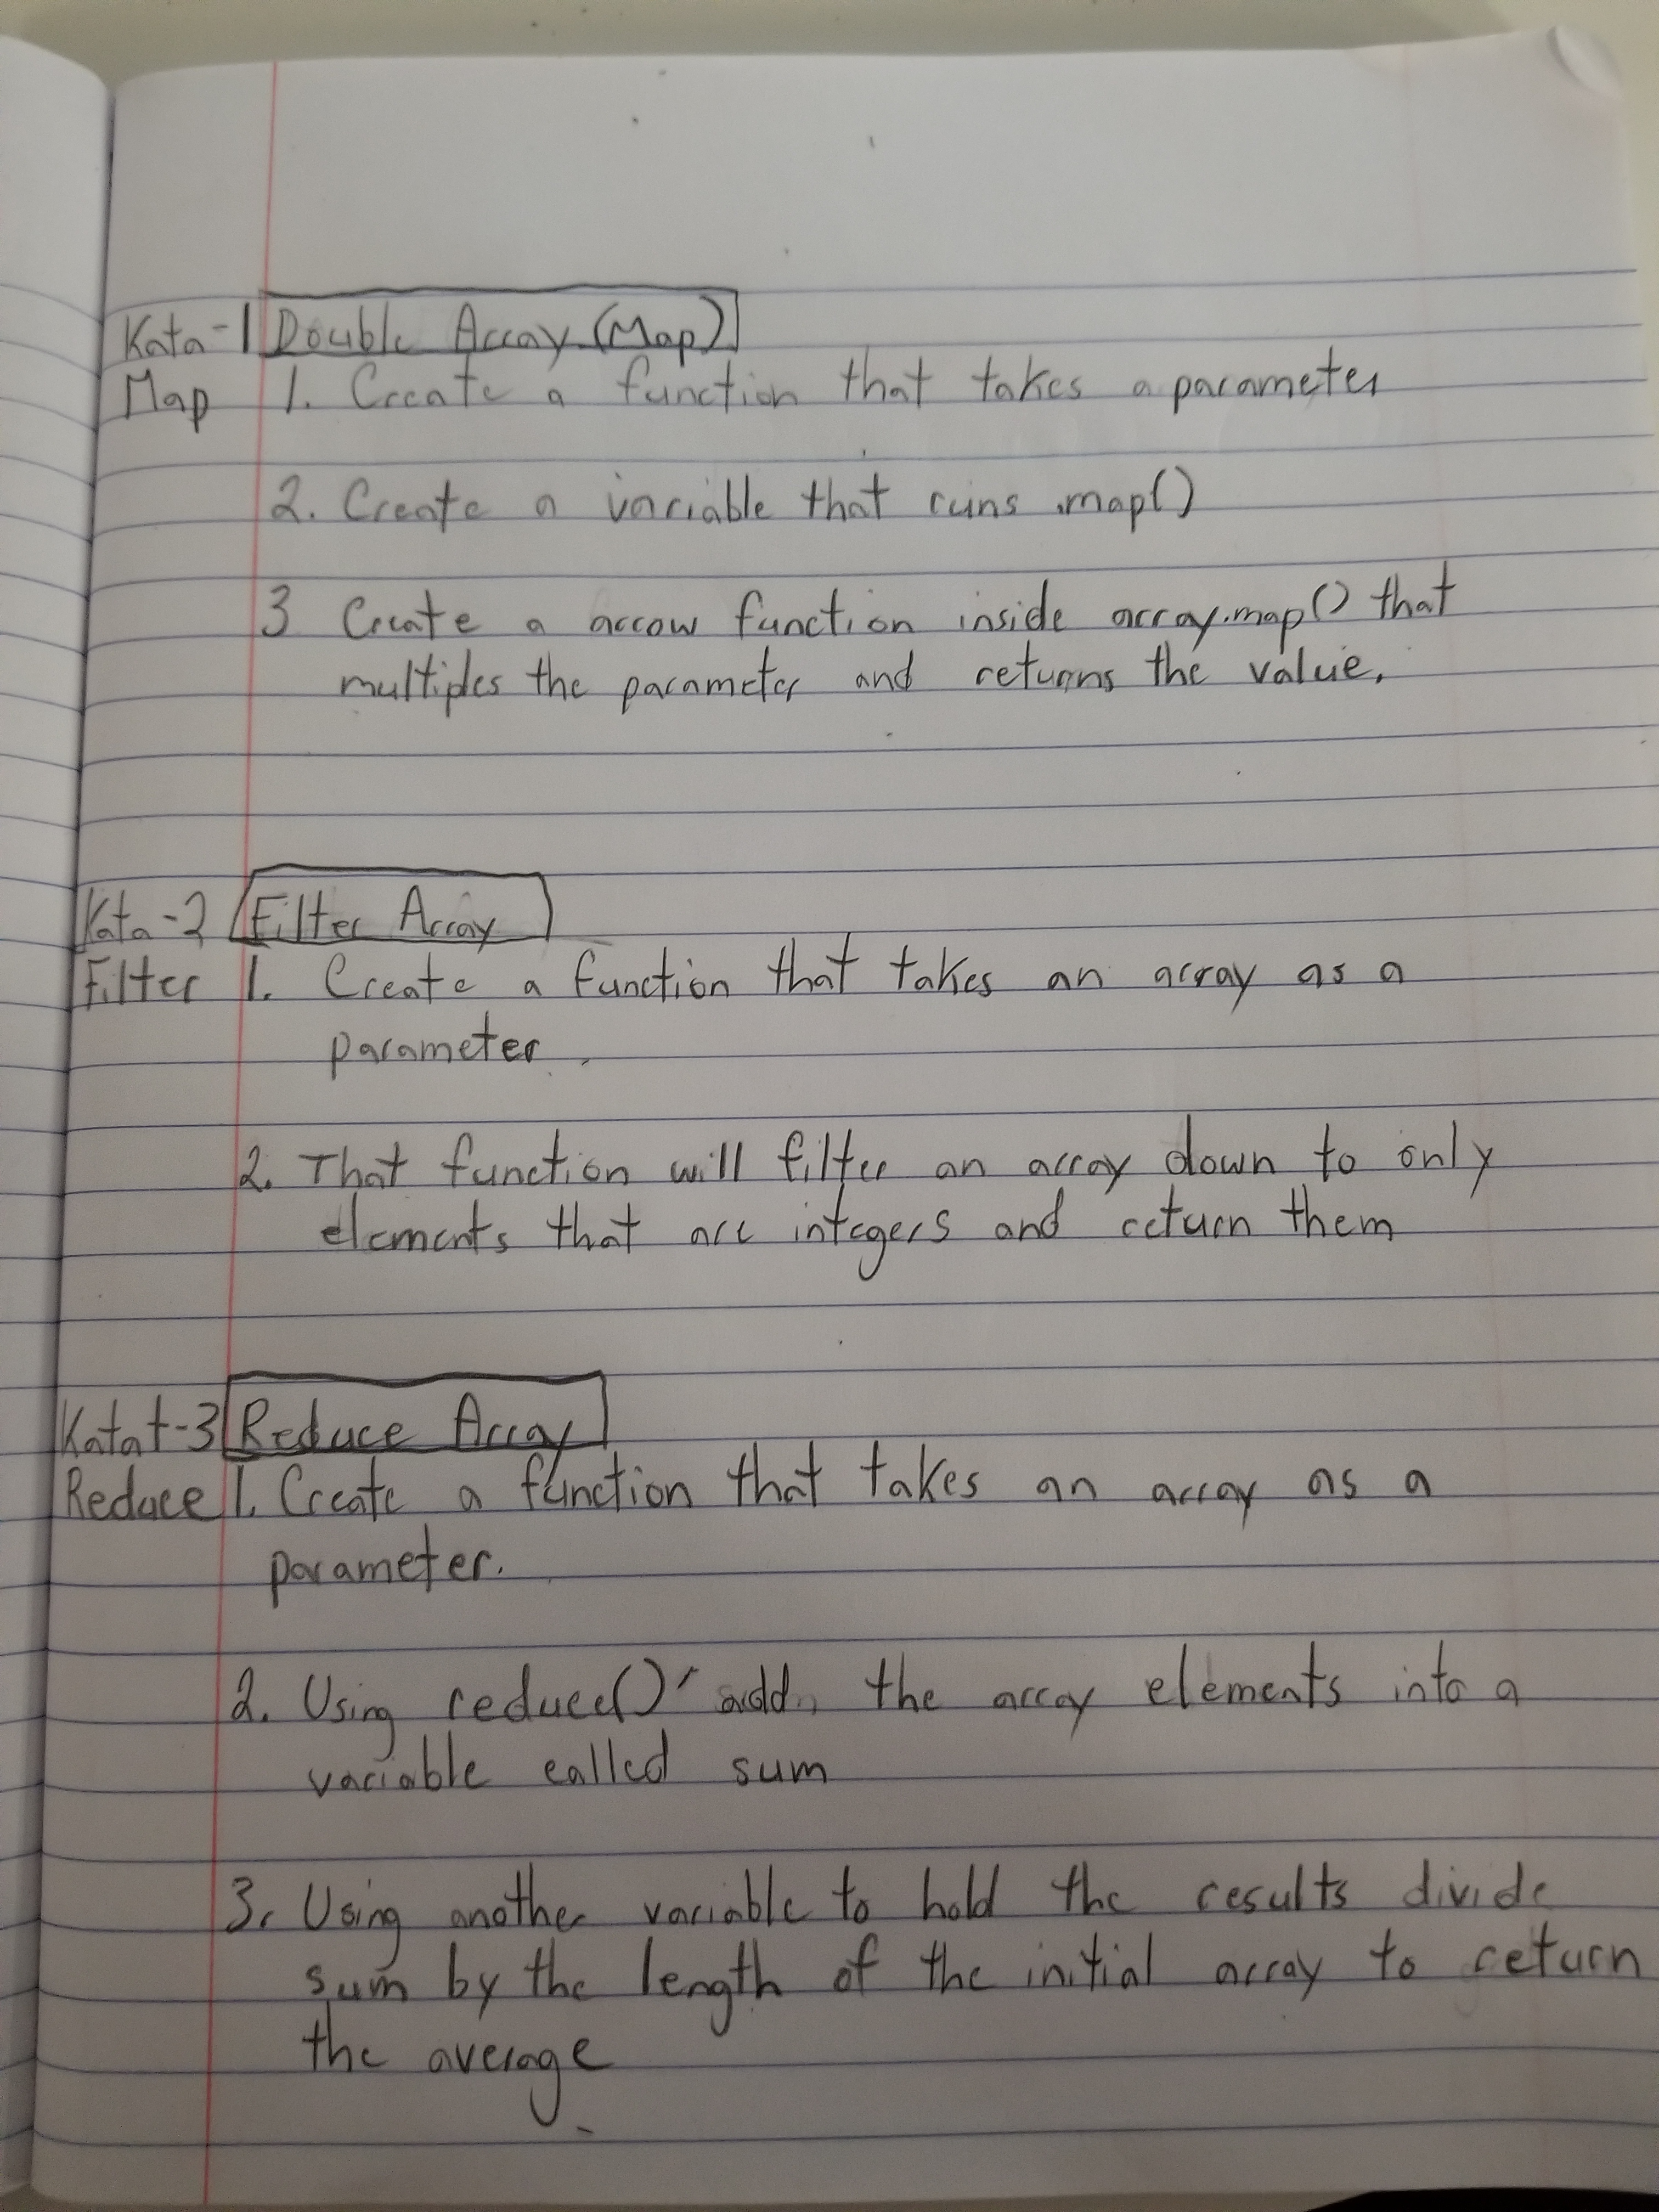 Kata-1 Double Array (Map)
Map 1. Create a function that takes a parameter
2. Create a variable that runs .map()
3 Create a arrow function inside array.map() that
multiples the parameter and returns the value.
Kata-2 Filter Array
Filter 1. Create a function that takes an array as a
parameter.
2. That function will filter an array down to only
elements that are integers and return them
Katat-3 Reduce Array
Reduce 1. Create a function that takes an array as a
parameter.
2. Using reduce() add the array elements into a
variable called sum
3. Using another variable to hold the results divide
sum by the length of the initial array to return
the average